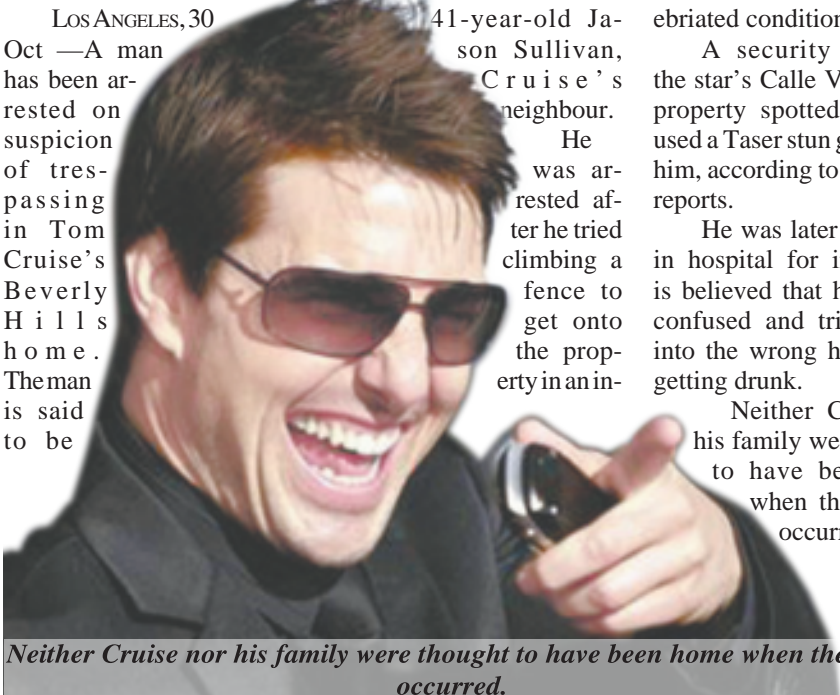 LOS ANGELES, 30
Oct —A man
has been ar-
rested on
suspicion
of tres-
passing
in Tom
Cruise's
Beverly
Hills
home.
The man
is said
to be
41-year-old Ja-
son Sullivan,
Cruise's
neighbour.
He
was ar-
rested af-
ter he tried
climbing a
fence to
get onto
the prop-
erty in an in-
ebriated condition
A security
the star's Calle V
property spotted
used a Taser stun
him, according to
reports.
He was later
in hospital for
is believed that
confused and
into the wrong
getting drunk.
Neither
his family
to have
when
Neither Cruise nor his family were thought to have been home when the
occurred.